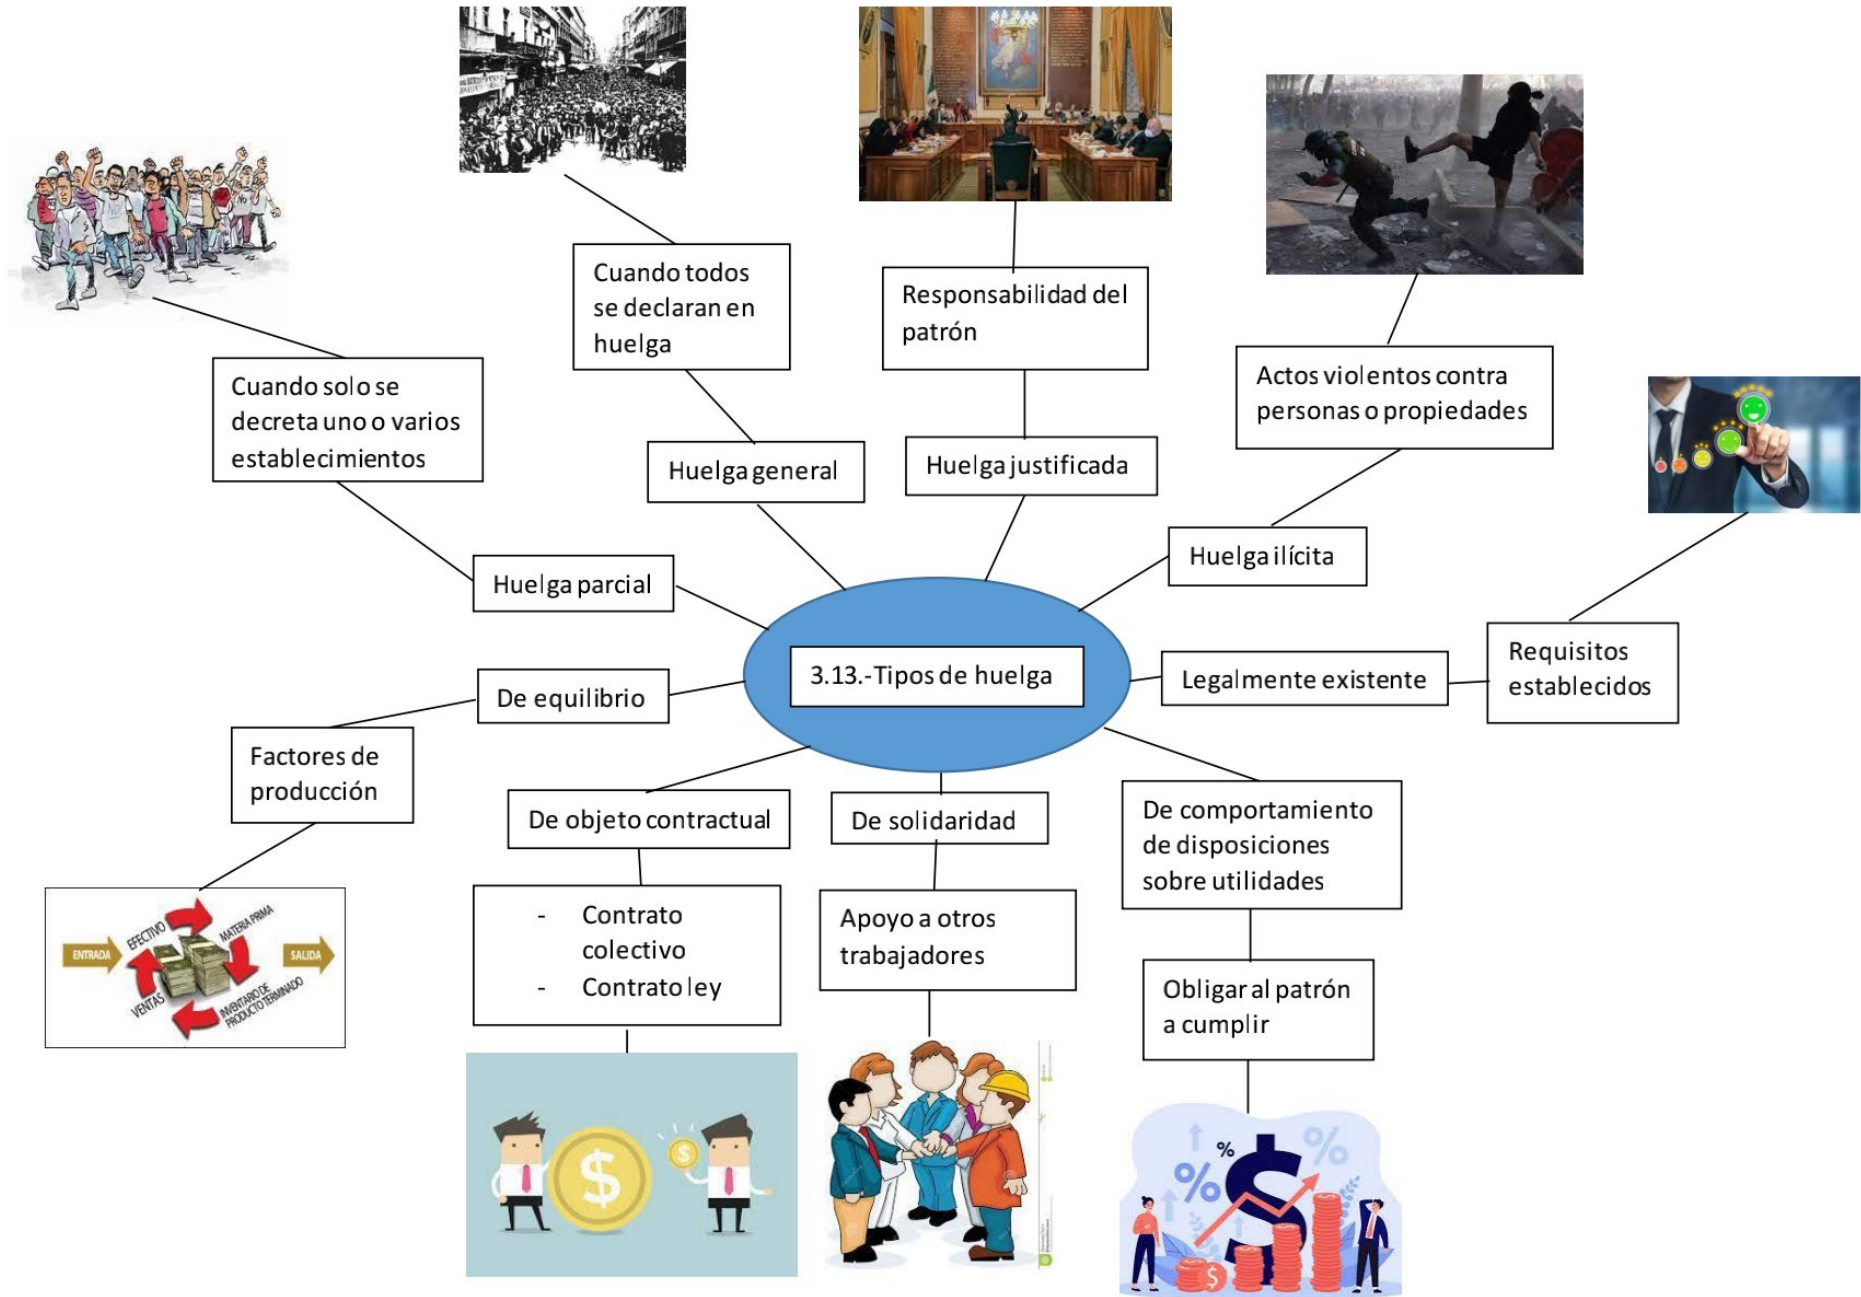 3.13.-Tipos de huelga
Huelga parcial
Cuando solo se
decreta uno o varios
establecimientos
Huelga general
Cuando todos
se declaran en
huelga
Huelga justificada
Responsabilidad del
patrón
Huelga ilícita
Actos violentos contra
personas o propiedades
Legalmente existente
Requisitos
establecidos
De comportamiento
de disposiciones
sobre utilidades
Obligar al patrón
a cumplir
De solidaridad
Apoyo a otros
trabajadores
De objeto contractual
- Contrato
colectivo
- Contrato ley
De equilibrio
Factores de
producción
ENTRADA
EFECTIVO
MATERIA PRIMA
SALIDA
VENTAS
INVENTARIO DE
PRODUCTO TERMINADO
NO
NO
$
$
%
%
%
$
$